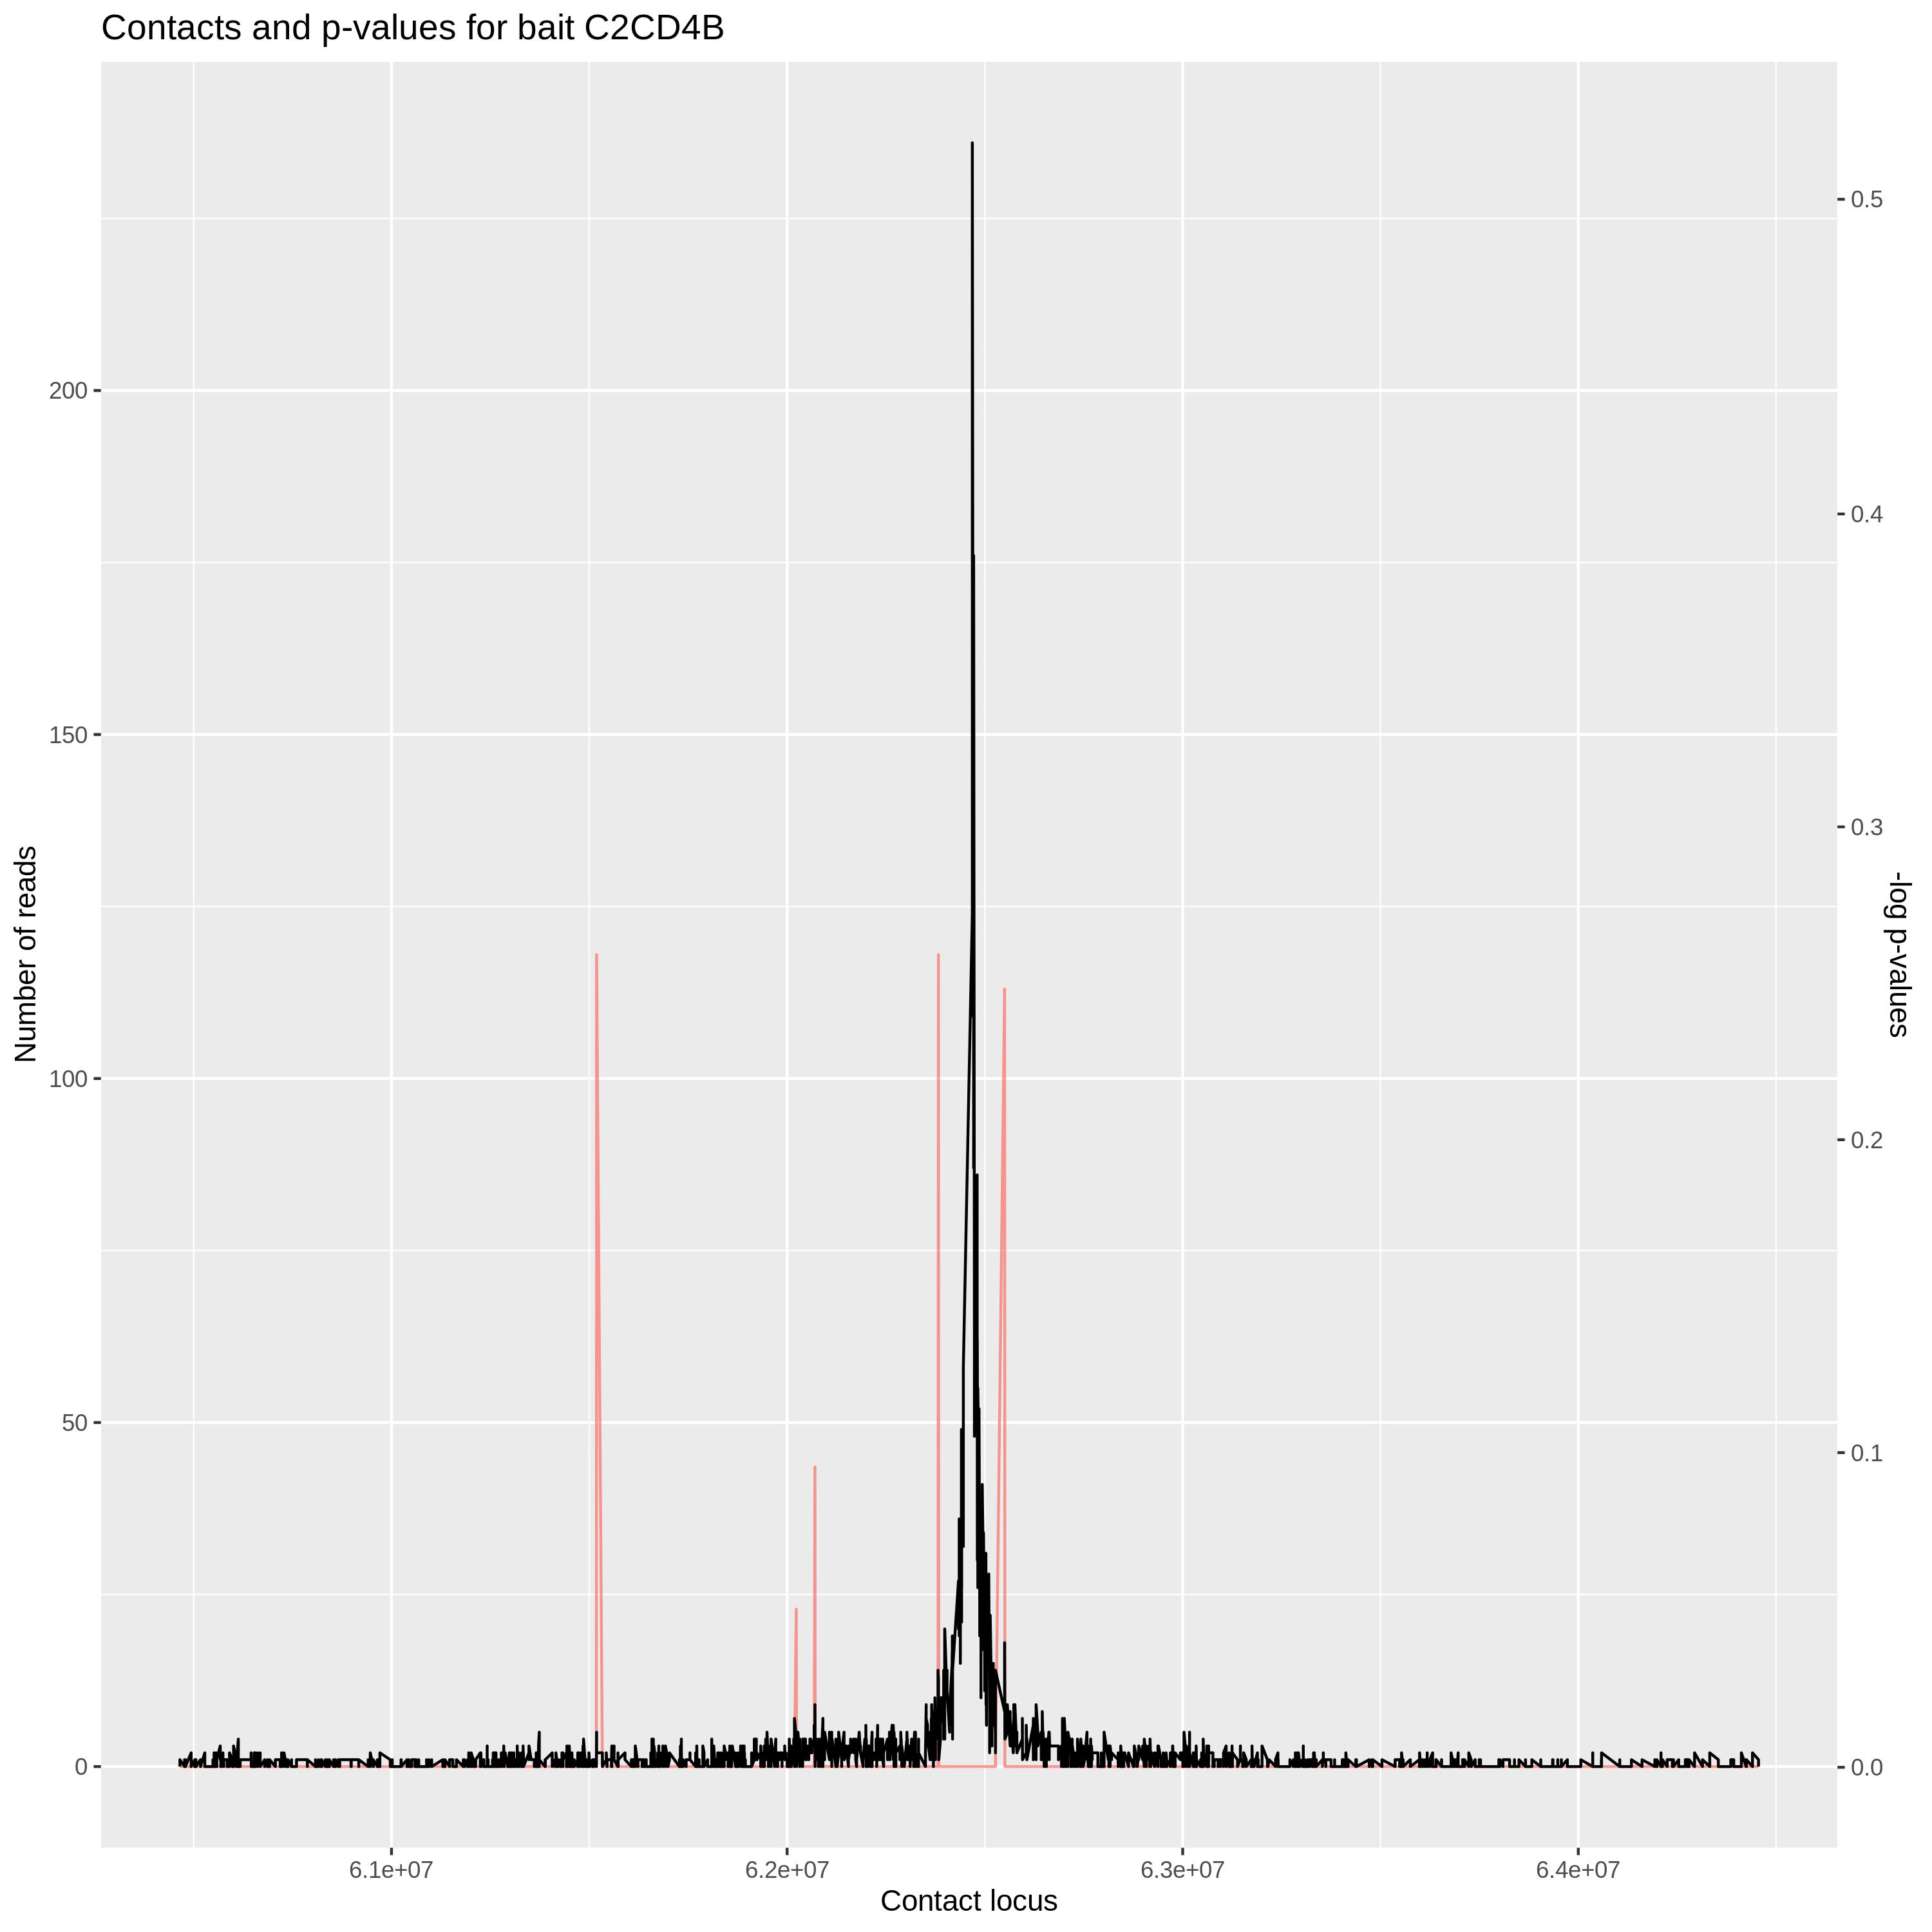 Contacts and p-values for bait C2CD4B
200
150
100
50
0
Number of reads
0.5
0.4
0.3
0.2
0.1
0.0
-log p-values
6.1e+07
6.2e+07
6.3e+07
6.4e+07
Contact locus